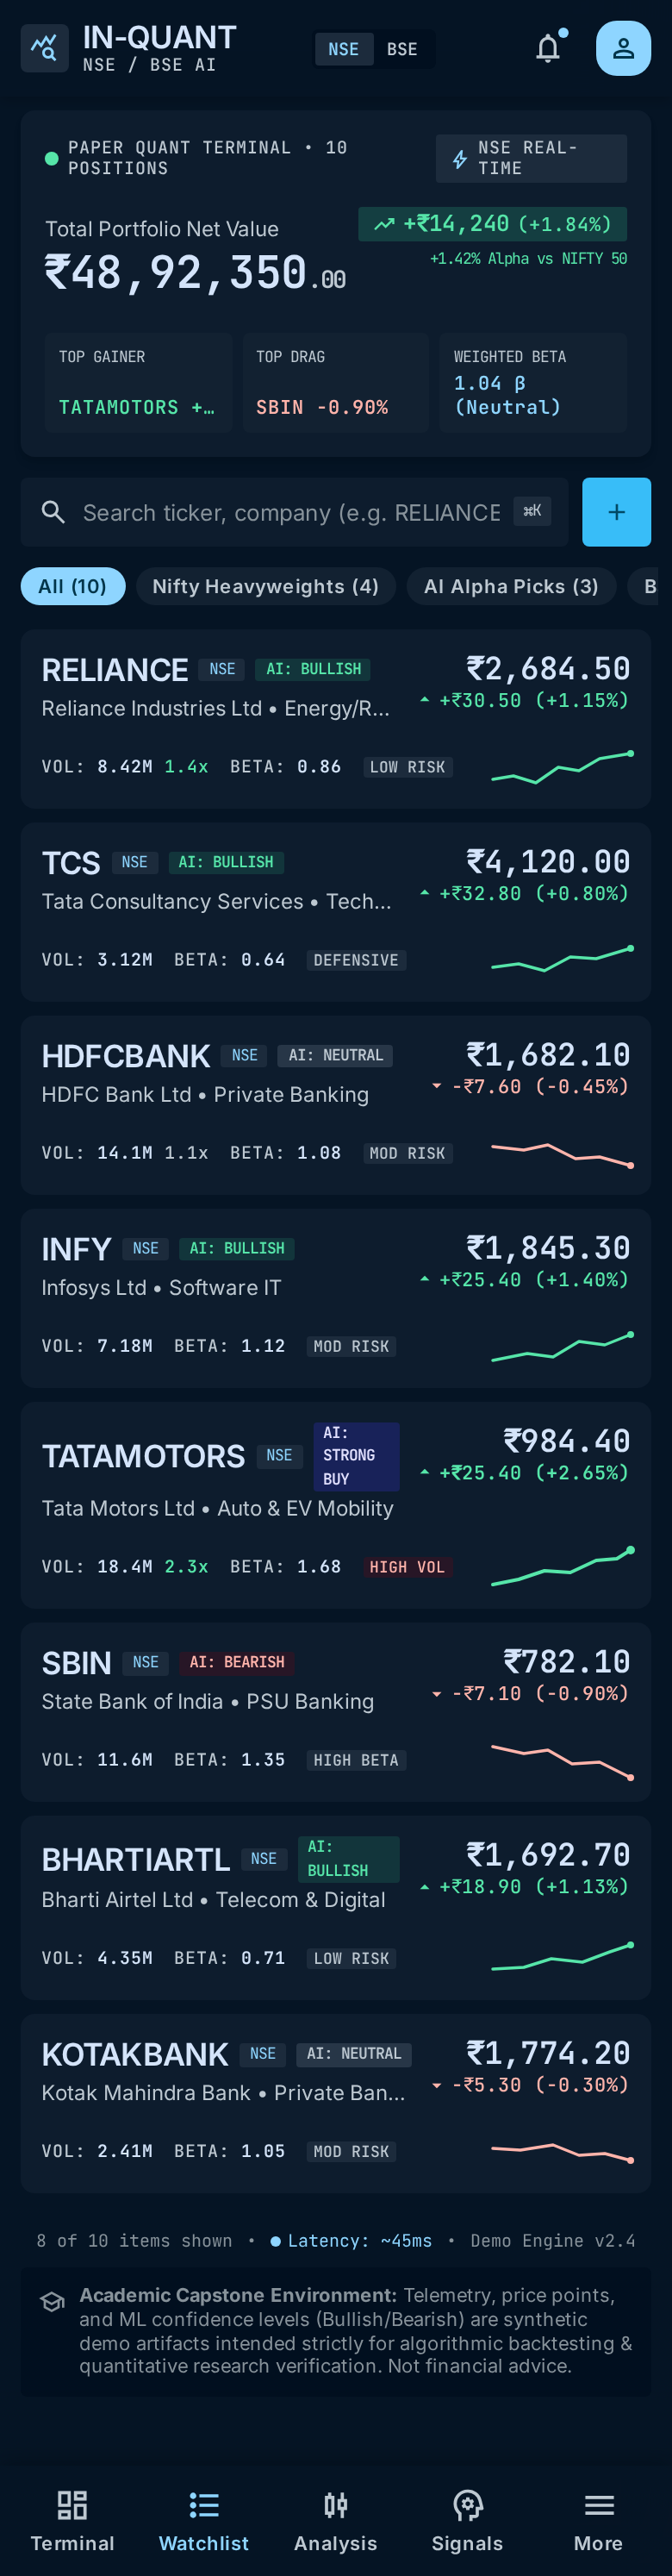 IN-QUANT
NSE / BSE AI
NSE BSE
PAPER QUANT TERMINAL • 10 POSITIONS
NSE REAL-TIME
Total Portfolio Net Value
₹48,92,350.00
+₹14,240 (+1.84%)
+1.42% Alpha vs NIFTY 50
TOP GAINER
TATAMOTORS +…
TOP DRAG
SBIN -0.90%
WEIGHTED BETA
1.04 β (Neutral)
Search ticker, company (e.g. RELIANCE ⌘K
+
All (10) Nifty Heavyweights (4) AI Alpha Picks (3) B
RELIANCE NSE AI: BULLISH ₹2,684.50
Reliance Industries Ltd • Energy/R... +₹30.50 (+1.15%)
VOL: 8.42M 1.4x BETA: 0.86 LOW RISK
TCS NSE AI: BULLISH ₹4,120.00
Tata Consultancy Services • Tech... +₹32.80 (+0.80%)
VOL: 3.12M BETA: 0.64 DEFENSIVE
HDFCBANK NSE AI: NEUTRAL ₹1,682.10
HDFC Bank Ltd • Private Banking -₹7.60 (-0.45%)
VOL: 14.1M 1.1x BETA: 1.08 MOD RISK
INFY NSE AI: BULLISH ₹1,845.30
Infosys Ltd • Software IT +₹25.40 (+1.40%)
VOL: 7.18M BETA: 1.12 MOD RISK
TATAMOTORS NSE AI: STRONG BUY ₹984.40
Tata Motors Ltd • Auto & EV Mobility +₹25.40 (+2.65%)
VOL: 18.4M 2.3x BETA: 1.68 HIGH VOL
SBIN NSE AI: BEARISH ₹782.10
State Bank of India • PSU Banking -₹7.10 (-0.90%)
VOL: 11.6M BETA: 1.35 HIGH BETA
BHARTIARTL NSE AI: BULLISH ₹1,692.70
Bharti Airtel Ltd • Telecom & Digital +₹18.90 (+1.13%)
VOL: 4.35M BETA: 0.71 LOW RISK
KOTAKBANK NSE AI: NEUTRAL ₹1,774.20
Kotak Mahindra Bank • Private Ban... -₹5.30 (-0.30%)
VOL: 2.41M BETA: 1.05 MOD RISK
8 of 10 items shown • Latency: ~45ms • Demo Engine v2.4
Academic Capstone Environment: Telemetry, price points,
and ML confidence levels (Bullish/Bearish) are synthetic
demo artifacts intended strictly for algorithmic backtesting &
quantitative research verification. Not financial advice.
Terminal Watchlist Analysis Signals More